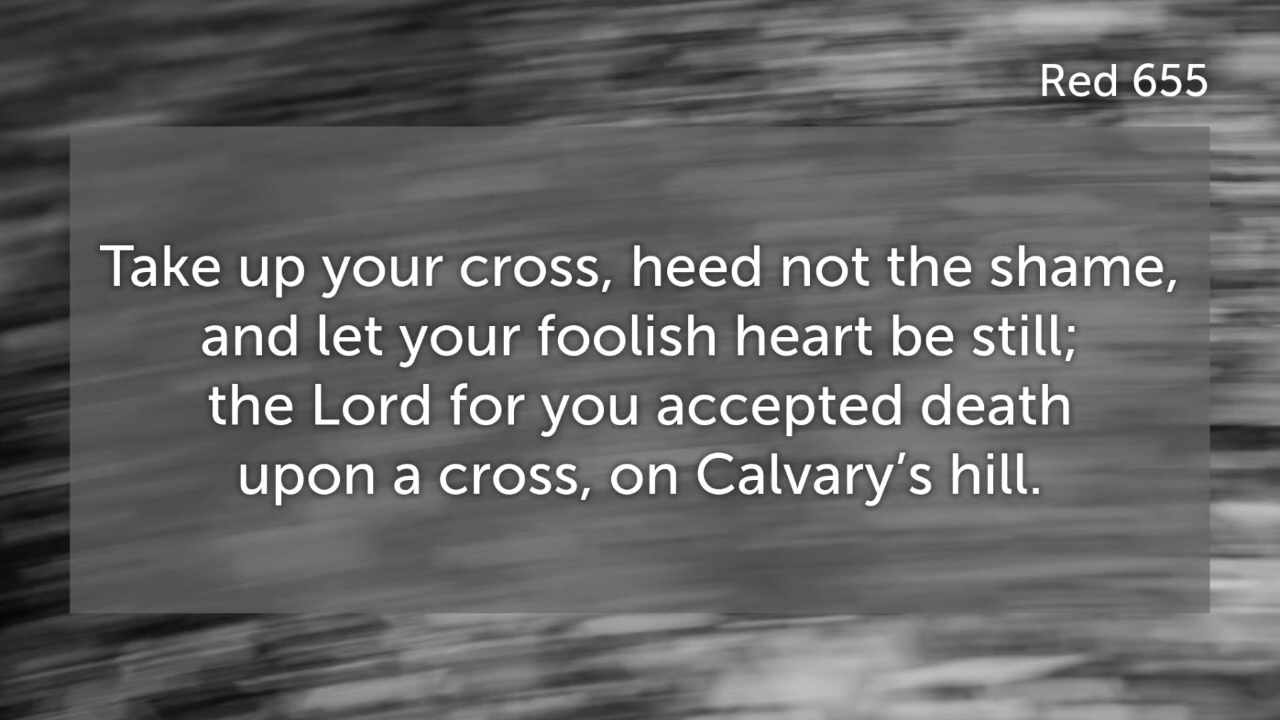 Red 655
Take up your cross, heed not the shame,
and let your foolish heart be still;
the Lord for you accepted death
upon a cross, on Calvary’s hill.